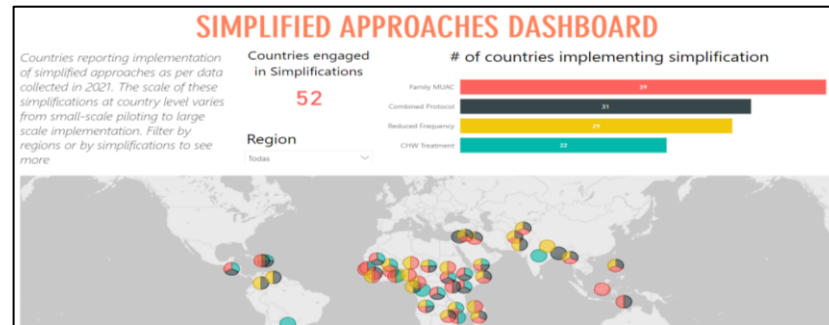 SIMPLIFIED APPROACHES DASHBOARD
Countries reporting implementation
of simplified approaches as per data
collected in 2021. The scale of these
simplifications at country level varies
from small-scale piloting to large
scale implementation. Filter by
regions or by simplifications to see
more
Countries engaged
in Simplifications
52
Region
Todas
# of countries implementing simplification
Family MUAC 39
Combined Protocol 31
Reduced Frequency 29
CHW Treatment 22